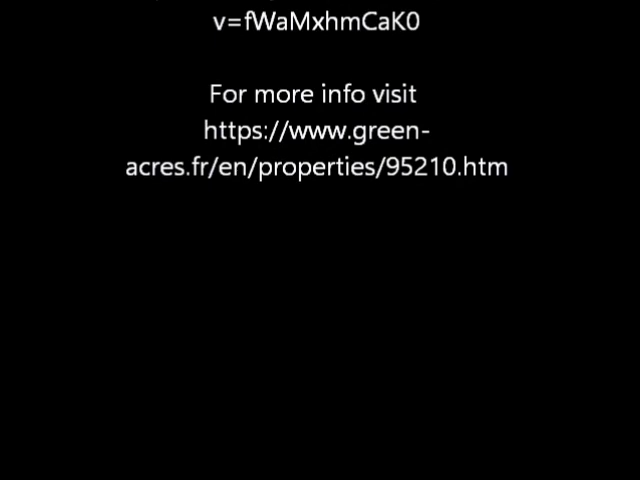 v=fWaMxhmCaK0
For more info visit
https://www.green-
acres.fr/en/properties/95210.htm